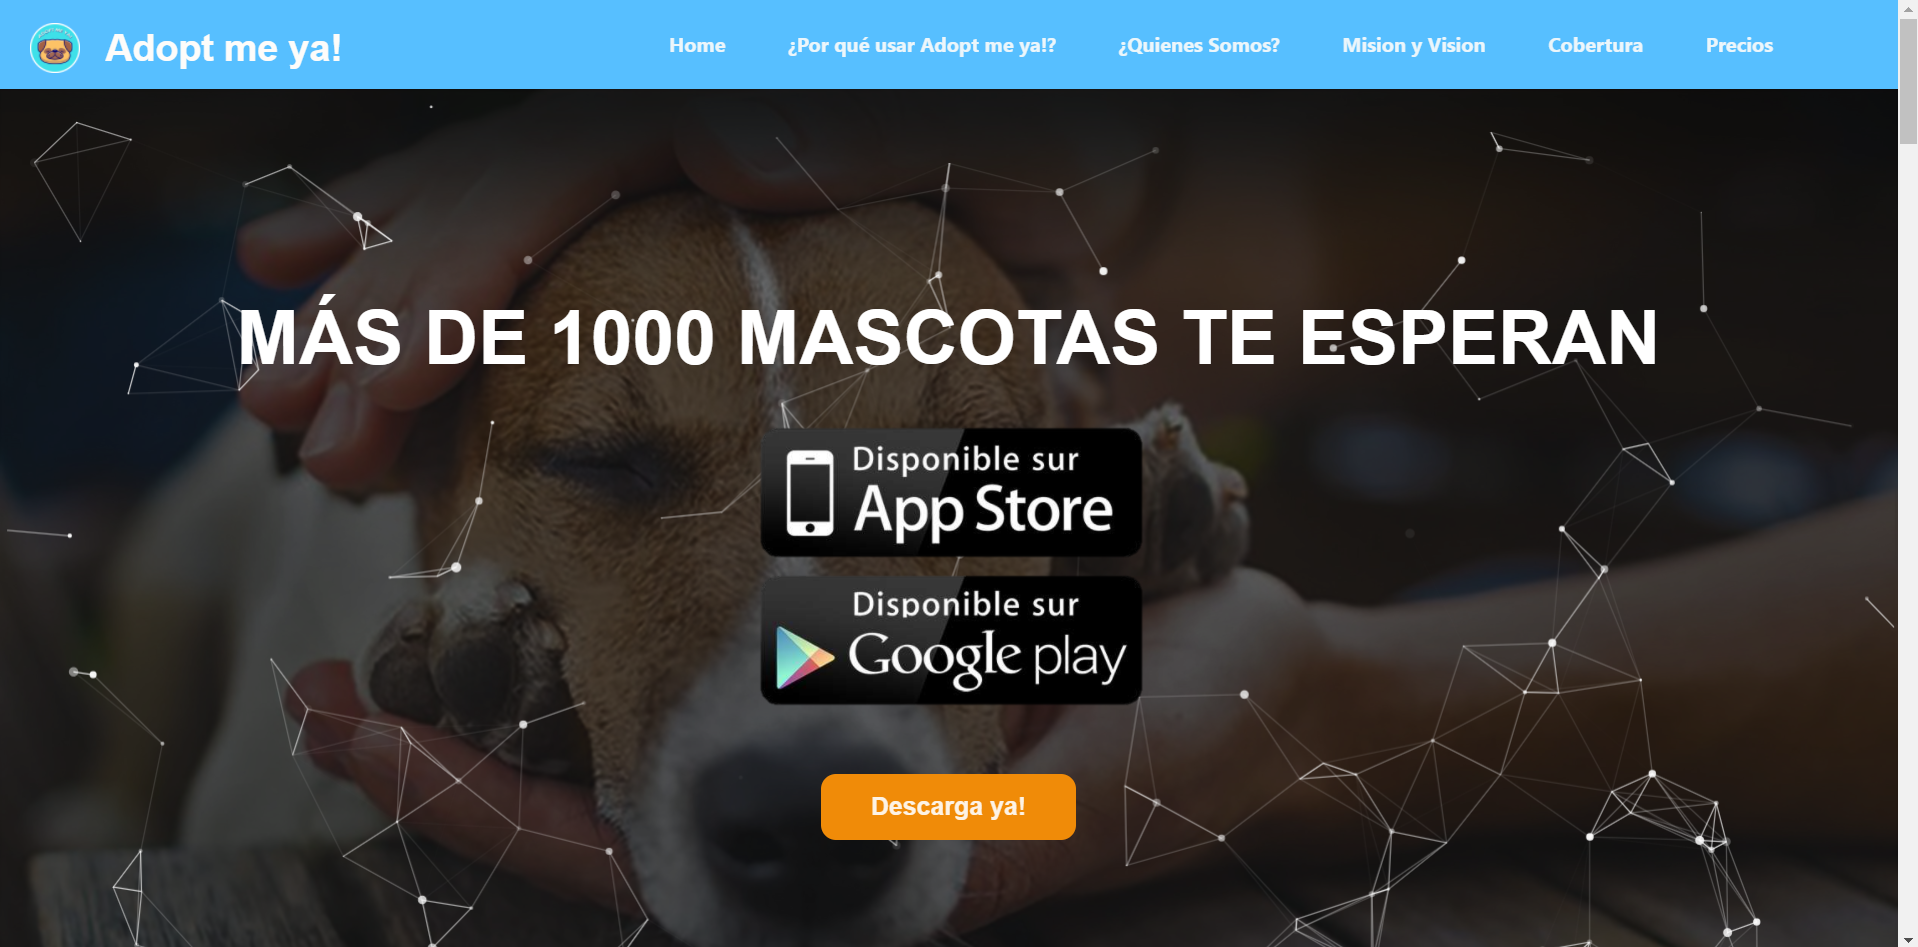 Adopt me ya!
Home
¿Por qué usar Adopt me ya!?
¿Quienes Somos?
Mision y Vision
Cobertura
Precios
MÁS DE 1000 MASCOTAS TE ESPERAN
Disponible sur
App Store
Disponible sur
Google play
Descarga ya!